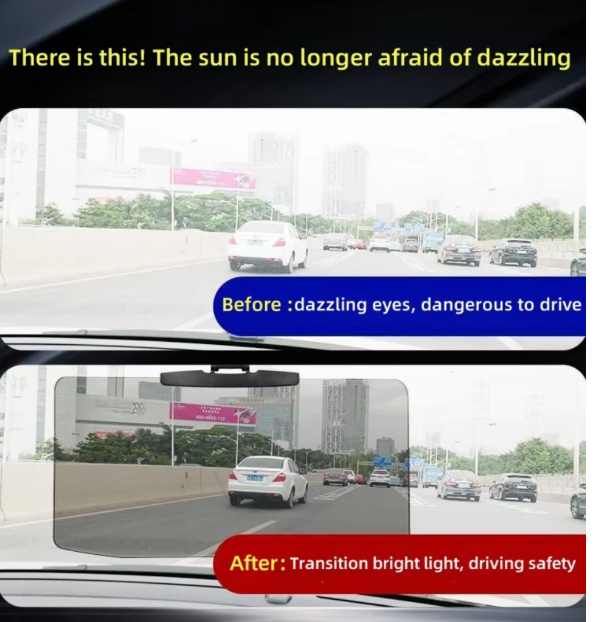 There is this! The sun is no longer afraid of dazzling
Before :dazzling eyes, dangerous to drive
After: Transition bright light, driving safety